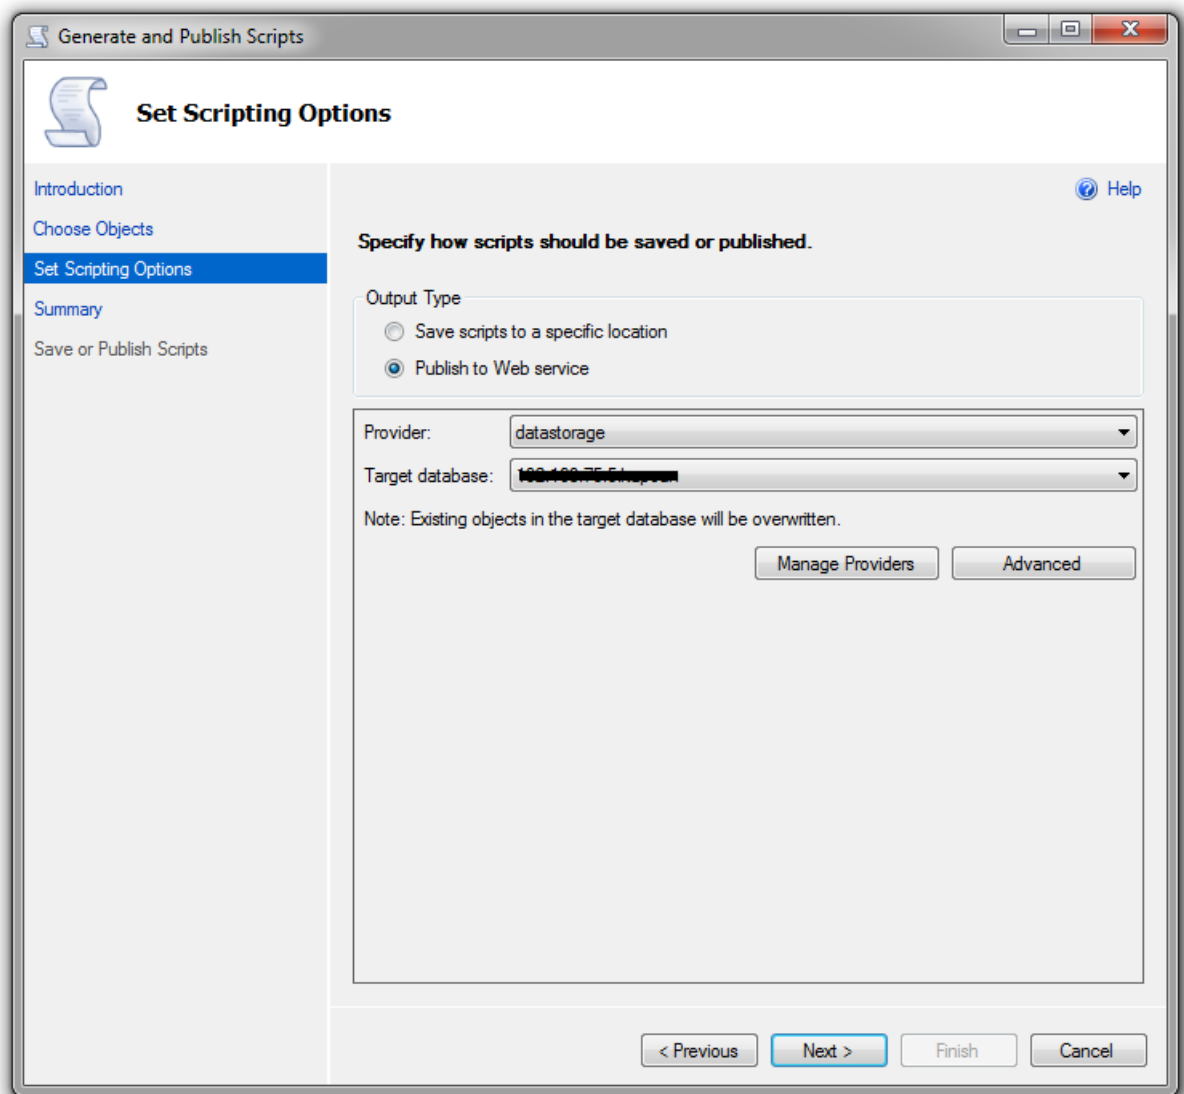 Generate and Publish Scripts
Set Scripting Options
Introduction
Choose Objects
Set Scripting Options
Summary
Save or Publish Scripts
Help
Specify how scripts should be saved or published.
Output Type
Save scripts to a specific location
Publish to Web service
Provider: datastorage
Target database:
Note: Existing objects in the target database will be overwritten.
Manage Providers Advanced
< Previous Next > Finish Cancel